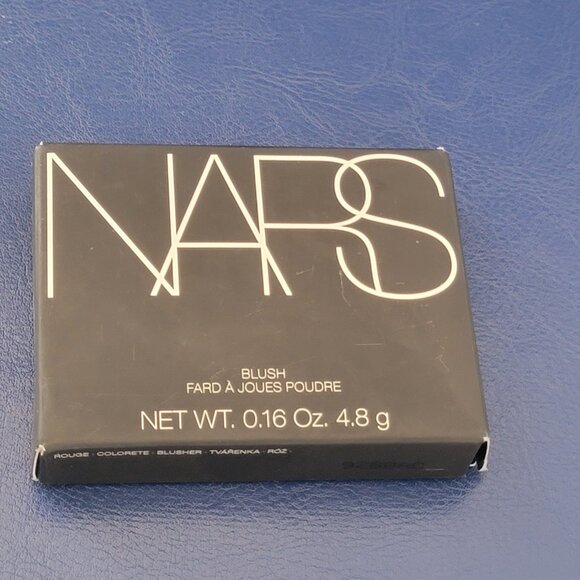 NARS
BLUSH
FARD À JOUES POUDRE
NET WT. 0.16 Oz. 4.8 g
ROUGE · COLORETE · BLUSHER · TVÁŘENKA · RÓŻ ·